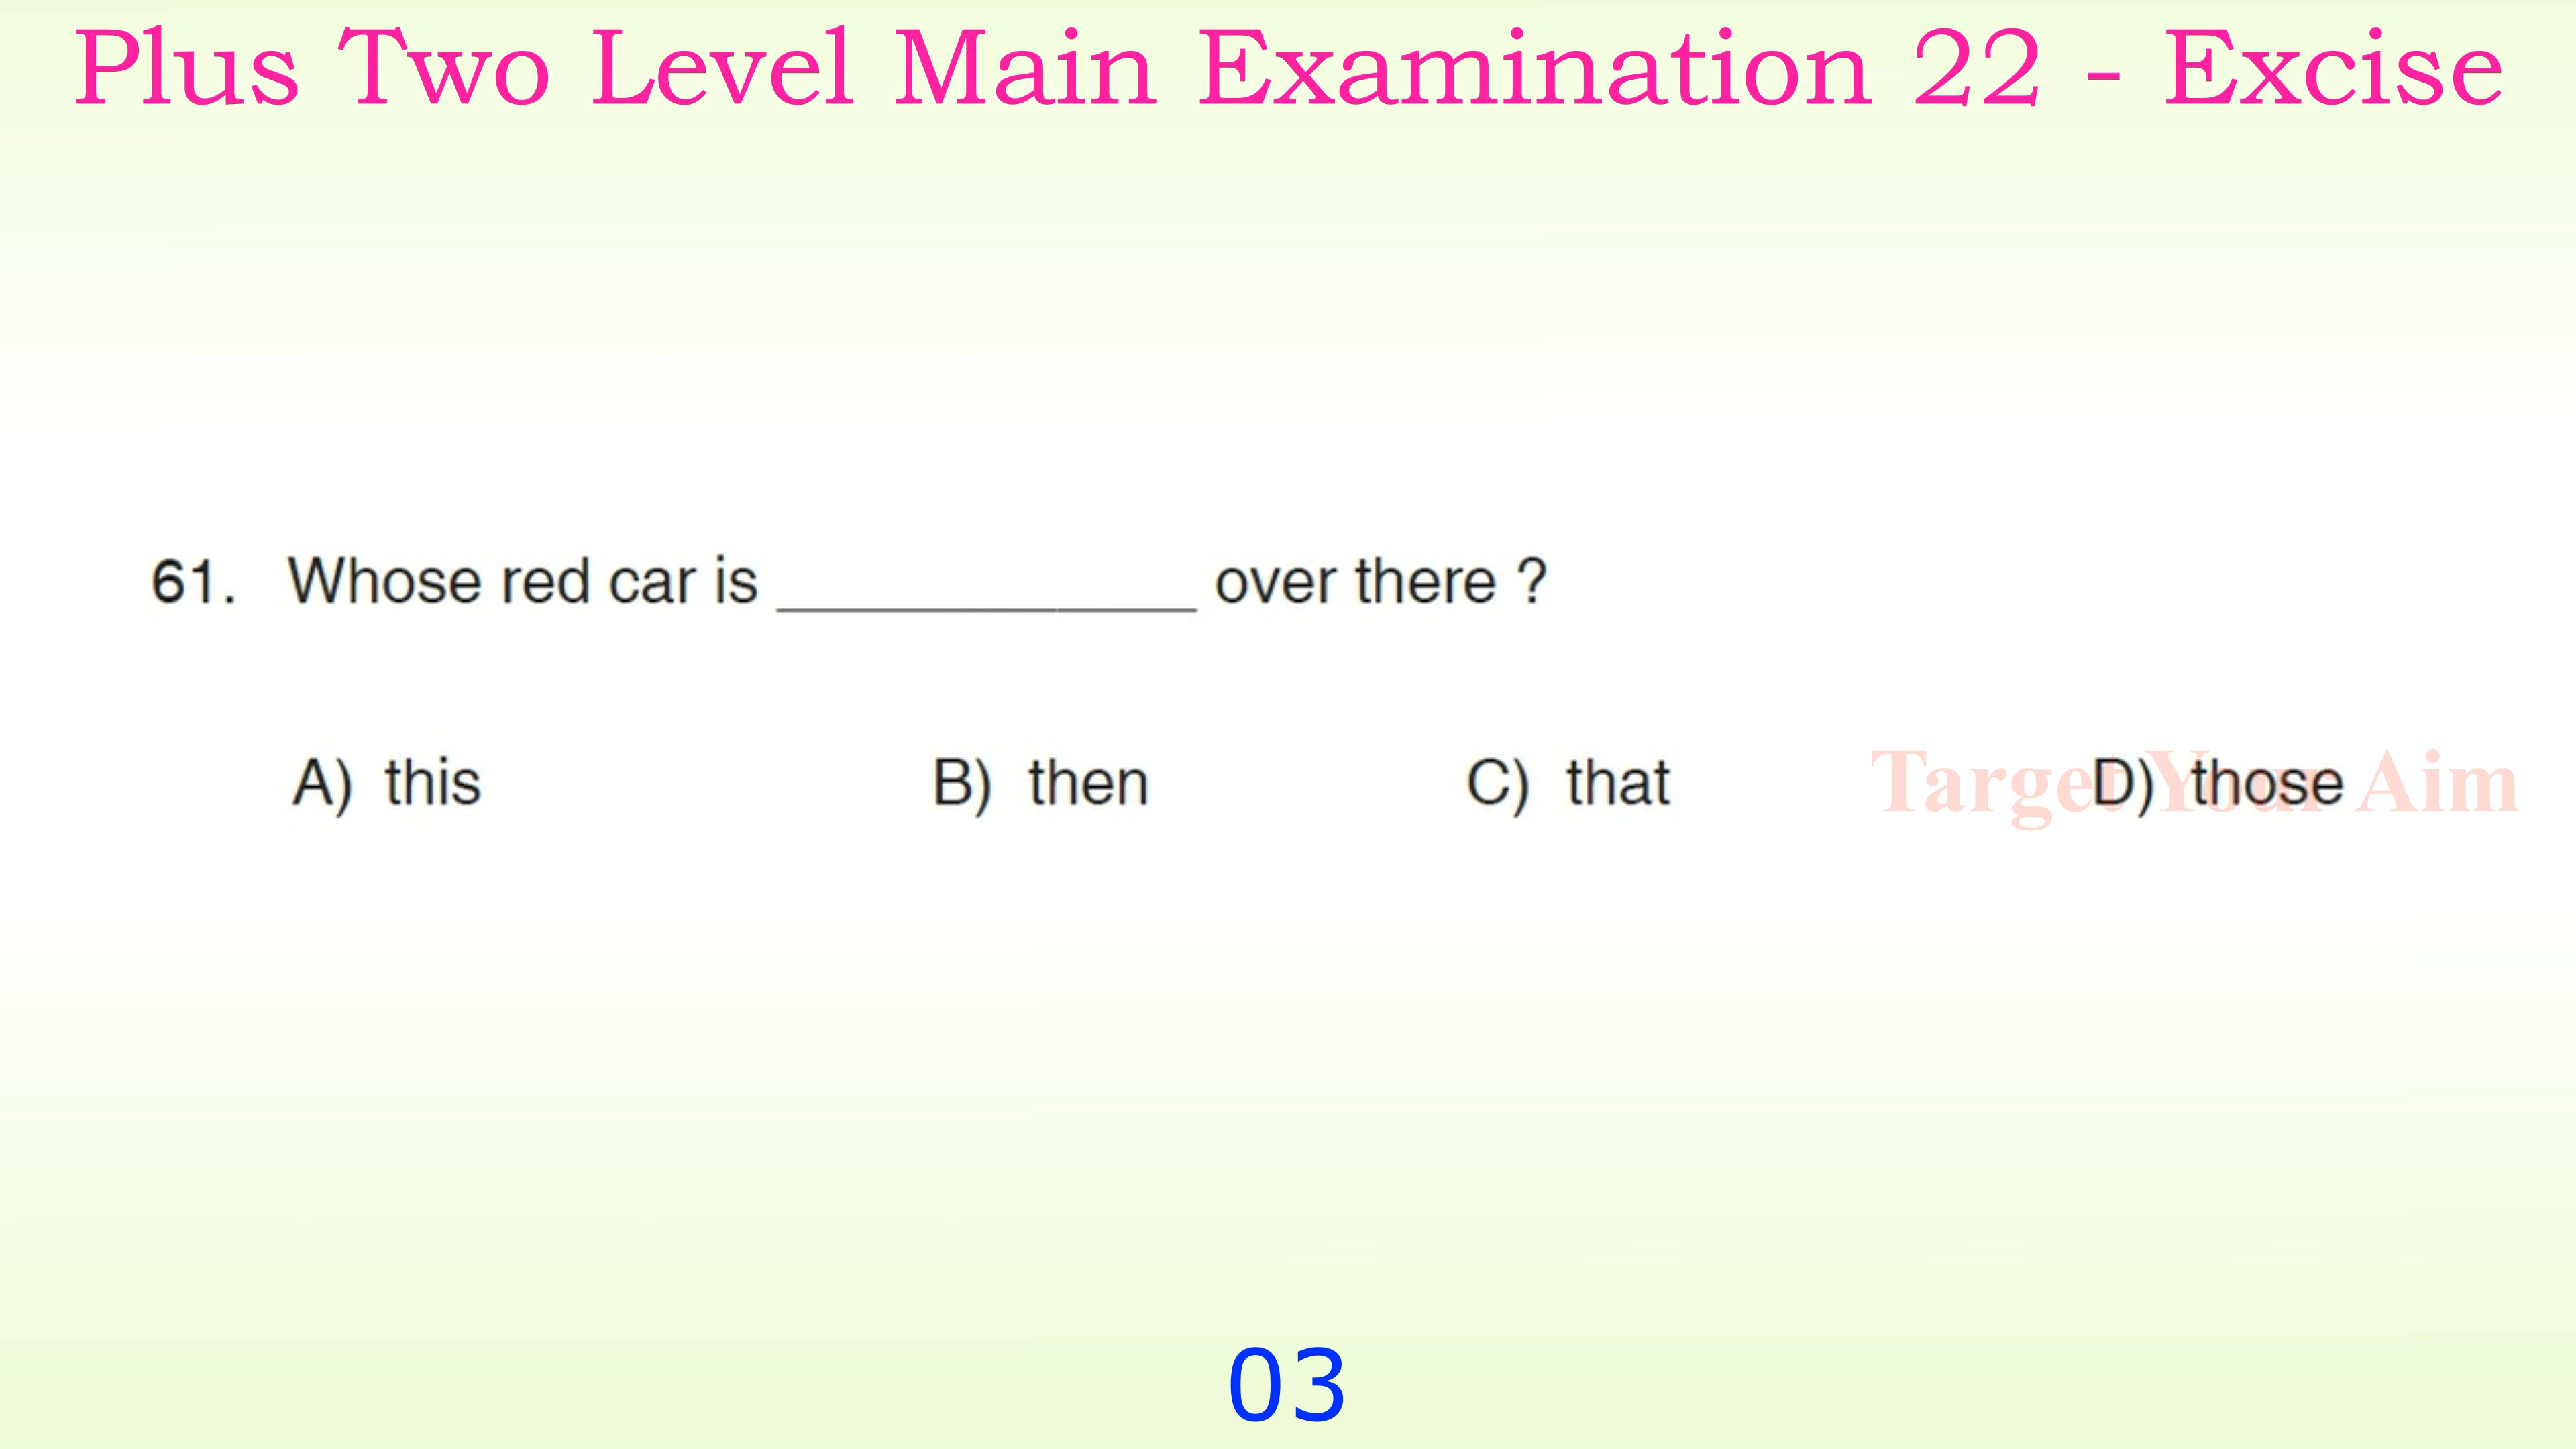 Plus Two Level Main Examination 22 - Excise
61. Whose red car is ____________ over there ?
A) this B) then C) that D) those
Target Your Aim
03